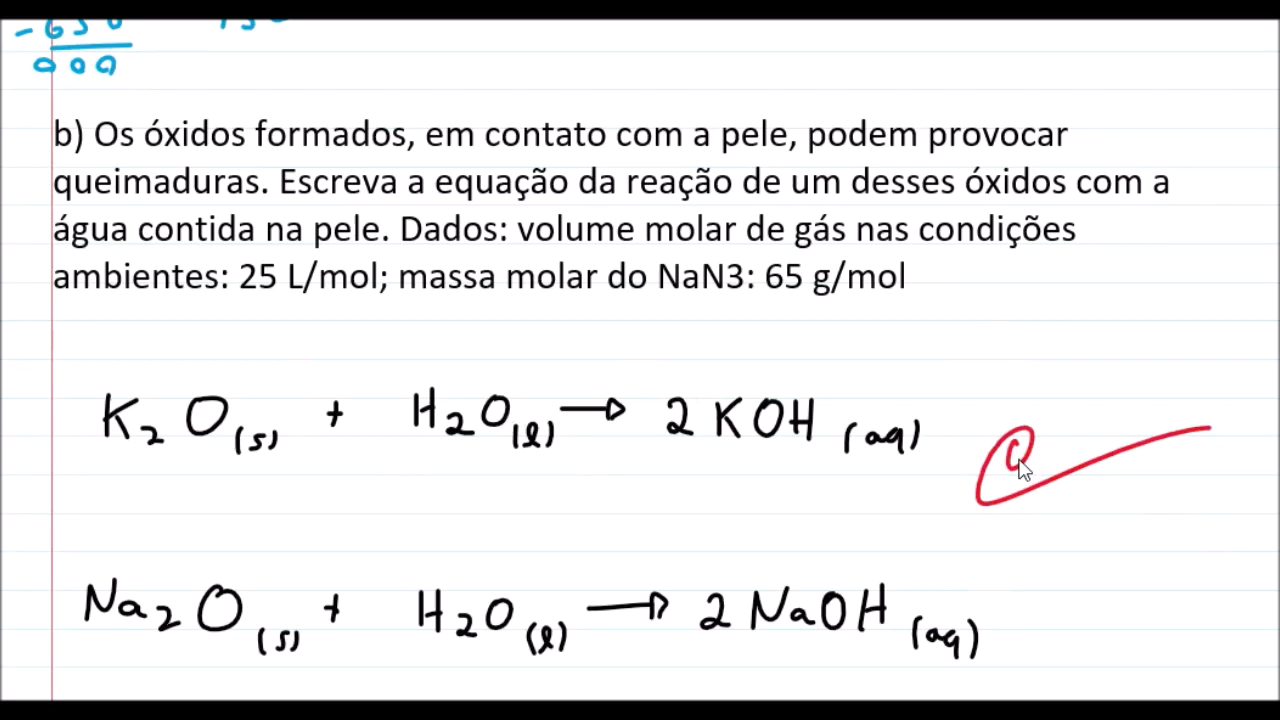 b) Os óxidos formados, em contato com a pele, podem provocar
queimaduras. Escreva a equação da reação de um desses óxidos com a
água contida na pele. Dados: volume molar de gás nas condições
ambientes: 25 L/mol; massa molar do NaN3: 65 g/mol
K₂O(s) + H₂O(l) → 2 KOH (aq)
Na₂O(s) + H₂O(l) → 2 NaOH (aq)